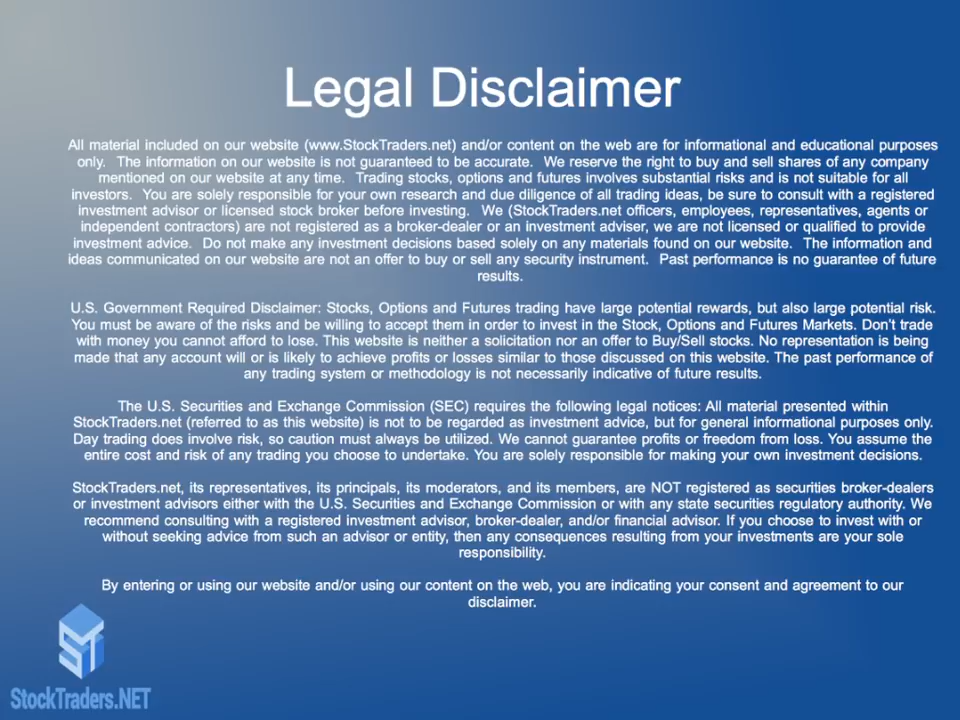 Legal Disclaimer
All material included on our website (www.StockTraders.net) and/or content on the web are for informational and educational purposes
only.  The information on our website is not guaranteed to be accurate.  We reserve the right to buy and sell shares of any company
mentioned on our website at any time.  Trading stocks, options and futures involves substantial risks and is not suitable for all
investors.  You are solely responsible for your own research and due diligence of all trading ideas, be sure to consult with a registered
investment advisor or licensed stock broker before investing.  We (StockTraders.net officers, employees, representatives, agents or
independent contractors) are not registered as a broker-dealer or an investment adviser, we are not licensed or qualified to provide
investment advice.  Do not make any investment decisions based solely on any materials found on our website.  The information and
ideas communicated on our website are not an offer to buy or sell any security instrument.  Past performance is no guarantee of future
results.
U.S. Government Required Disclaimer: Stocks, Options and Futures trading have large potential rewards, but also large potential risk.
You must be aware of the risks and be willing to accept them in order to invest in the Stock, Options and Futures Markets. Don't trade
with money you cannot afford to lose. This website is neither a solicitation nor an offer to Buy/Sell stocks. No representation is being
made that any account will or is likely to achieve profits or losses similar to those discussed on this website. The past performance of
any trading system or methodology is not necessarily indicative of future results.
The U.S. Securities and Exchange Commission (SEC) requires the following legal notices: All material presented within
StockTraders.net (referred to as this website) is not to be regarded as investment advice, but for general informational purposes only.
Day trading does involve risk, so caution must always be utilized. We cannot guarantee profits or freedom from loss. You assume the
entire cost and risk of any trading you choose to undertake. You are solely responsible for making your own investment decisions.
StockTraders.net, its representatives, its principals, its moderators, and its members, are NOT registered as securities broker-dealers
or investment advisors either with the U.S. Securities and Exchange Commission or with any state securities regulatory authority. We
recommend consulting with a registered investment advisor, broker-dealer, and/or financial advisor. If you choose to invest with or
without seeking advice from such an advisor or entity, then any consequences resulting from your investments are your sole
responsibility.
By entering or using our website and/or using our content on the web, you are indicating your consent and agreement to our
disclaimer.
StockTraders.NET